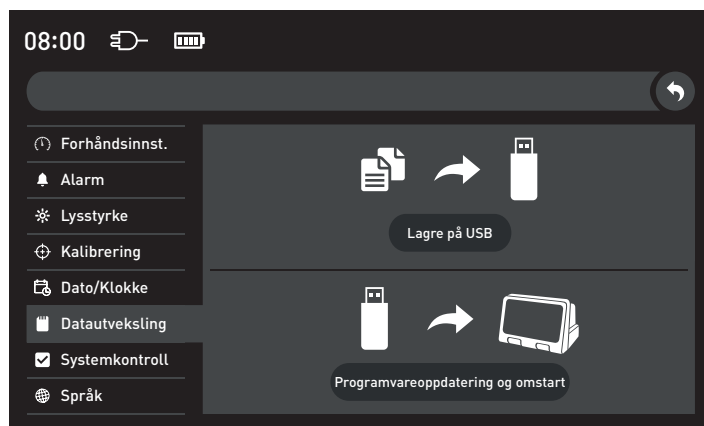 08:00
Forhåndsinnst.
Alarm
Lysstyrke
Kalibrering
Dato/Klokke
Datautveksling
Systemkontroll
Språk
Lagre på USB
Programvareoppdatering og omstart